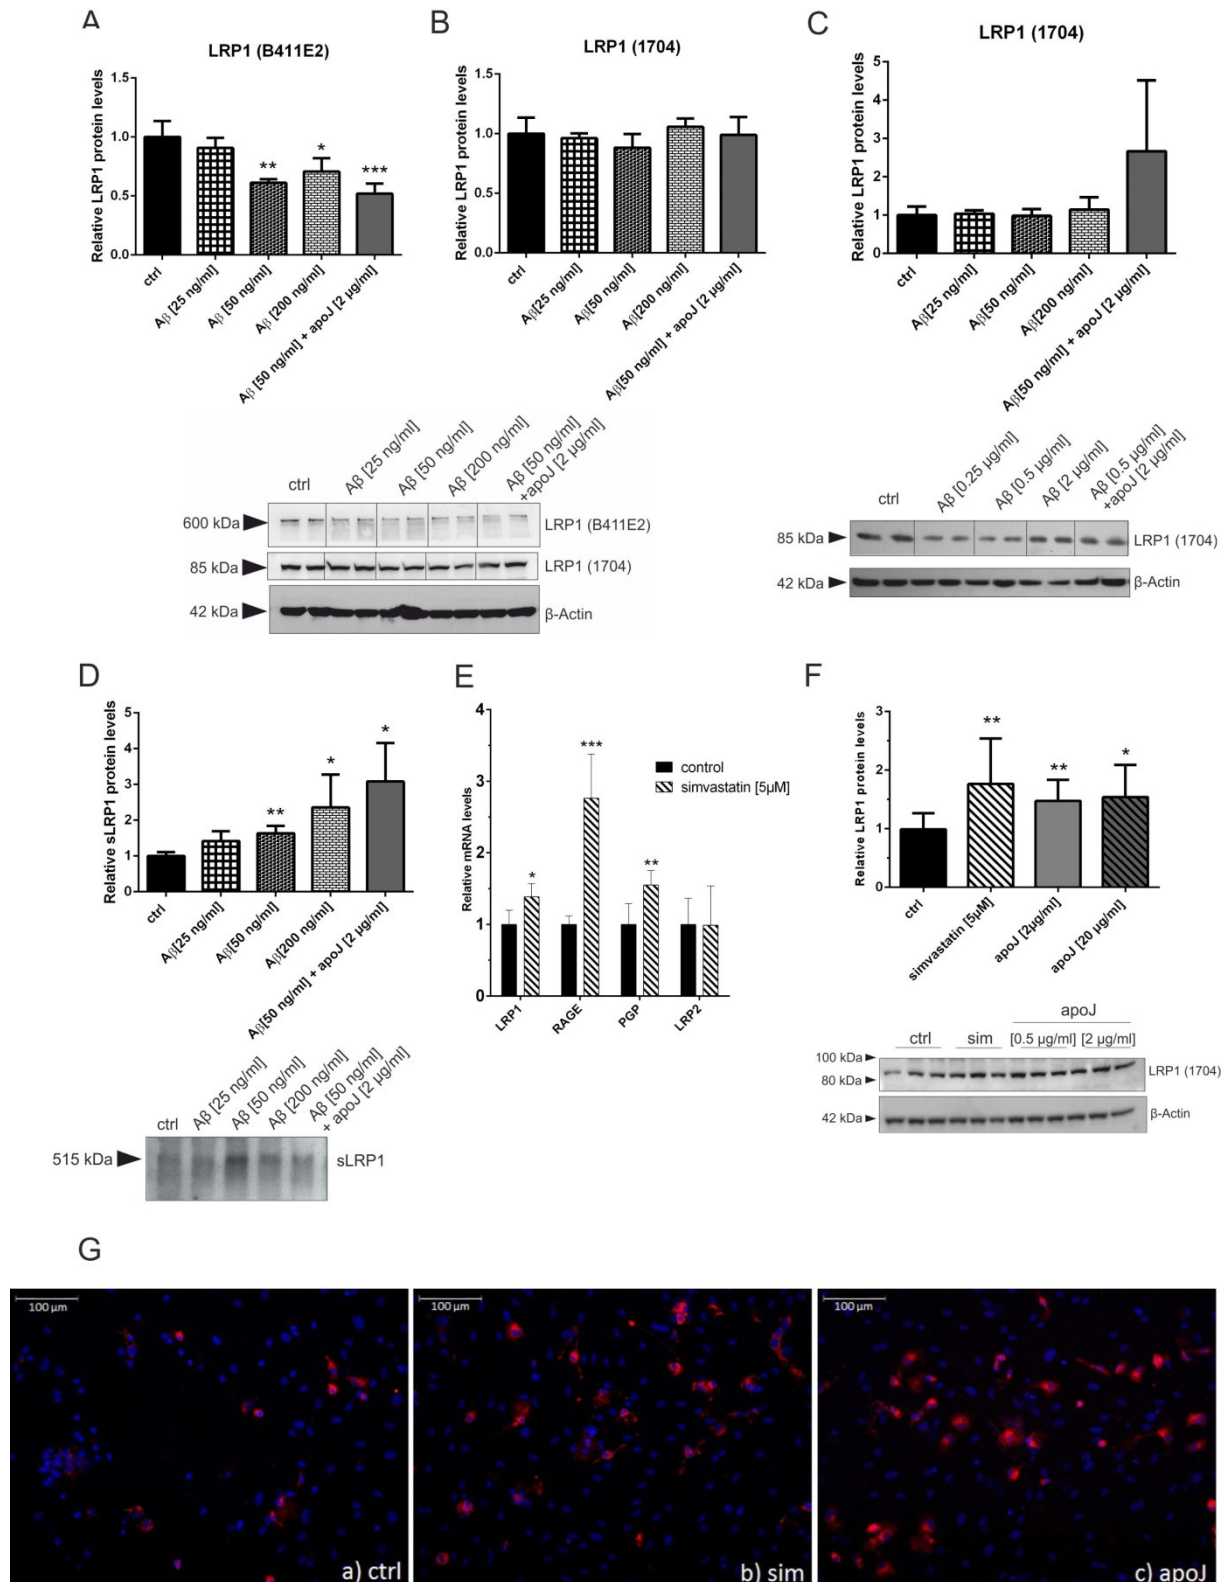 A
LRP1 (B411E2)
Relative LRP1 protein levels
1.5
1.0
0.5
0.0
**
*
***
ctrl
Aβ [25 ng/ml]
Aβ [50 ng/ml]
Aβ [200 ng/ml]
Aβ [50 ng/ml] + apoJ [2 µg/ml]
B
LRP1 (1704)
Relative LRP1 protein levels
1.5
1.0
0.5
0.0
ctrl
Aβ[25 ng/ml]
Aβ[50 ng/ml]
Aβ[200 ng/ml]
Aβ[50 ng/ml] + apoJ [2 µg/ml]
C
LRP1 (1704)
Relative LRP1 protein levels
5
4
3
2
1
0
ctrl
Aβ[25 ng/ml]
Aβ[50 ng/ml]
Aβ[200 ng/ml]
Aβ[50 ng/ml] + apoJ [2 µg/ml]
ctrl
Aβ [25 ng/ml]
Aβ [50 ng/ml]
Aβ [200 ng/ml]
Aβ [50 ng/ml]
+apoJ [2 µg/ml]
600 kDa
LRP1 (B411E2)
85 kDa
LRP1 (1704)
42 kDa
β-Actin
ctrl
Aβ [0.25 µg/ml]
Aβ [0.5 µg/ml]
Aβ [2 µg/ml]
Aβ [0.5 µg/ml]
+apoJ [2 µg/ml]
85 kDa
LRP1 (1704)
42 kDa
β-Actin
D
Relative sLRP1 protein levels
5
4
3
2
1
0
**
*
*
ctrl
Aβ[25 ng/ml]
Aβ[50 ng/ml]
Aβ[200 ng/ml]
Aβ[50 ng/ml] + apoJ [2 µg/ml]
ctrl
Aβ [25 ng/ml]
Aβ [50 ng/ml]
Aβ [200 ng/ml]
Aβ [50 ng/ml]
+ apoJ [2 µg/ml]
515 kDa
sLRP1
E
Relative mRNA levels
4
3
2
1
0
*
***
**
control
simvastatin [5µM]
LRP1
RAGE
PGP
LRP2
F
Relative LRP1 protein levels
3
2
1
0
**
**
*
ctrl
simvastatin [5µM]
apoJ [2µg/ml]
apoJ [20 µg/ml]
apoJ
ctrl
sim
[0.5 µg/ml]
[2 µg/ml]
100 kDa
80 kDa
LRP1 (1704)
42 kDa
β-Actin
G
100 µm
a) ctrl
100 µm
b) sim
100 µm
c) apoJ